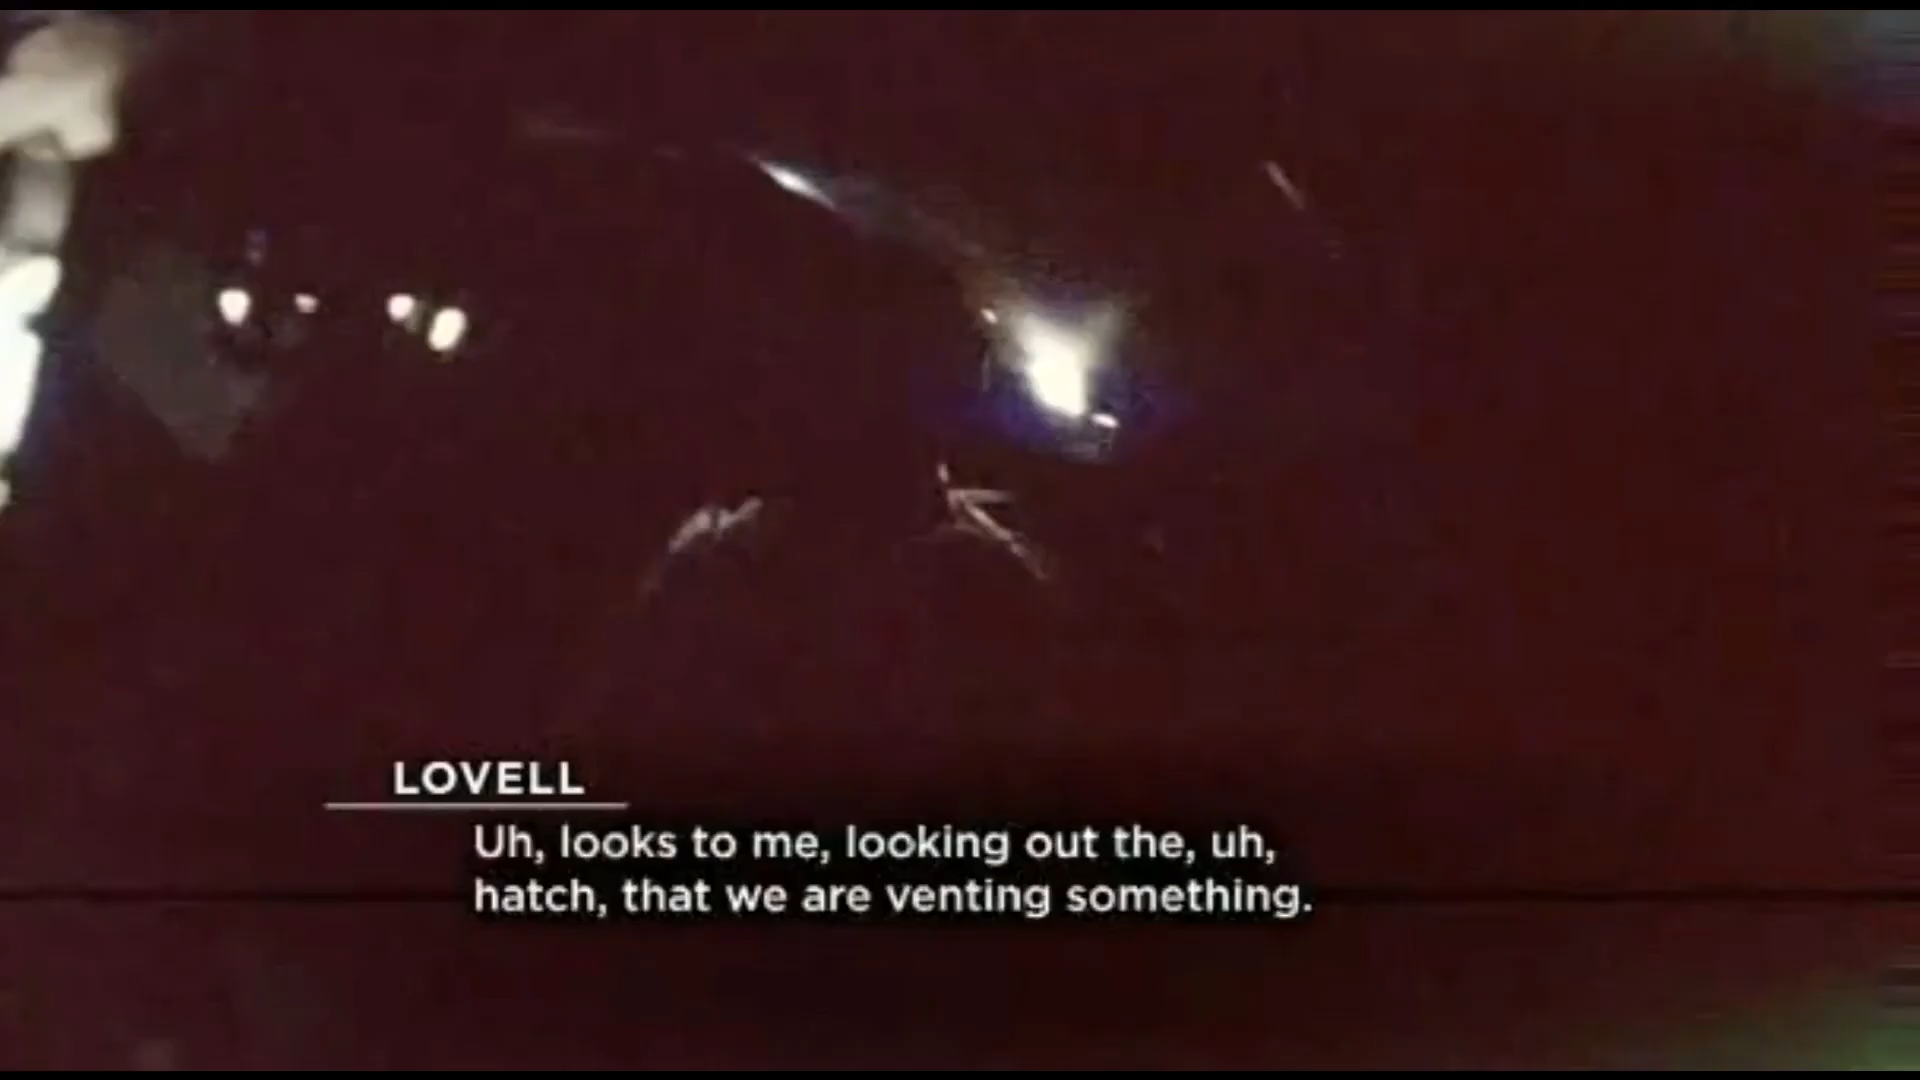 LOVELL
Uh, looks to me, looking out the, uh,
hatch, that we are venting something.